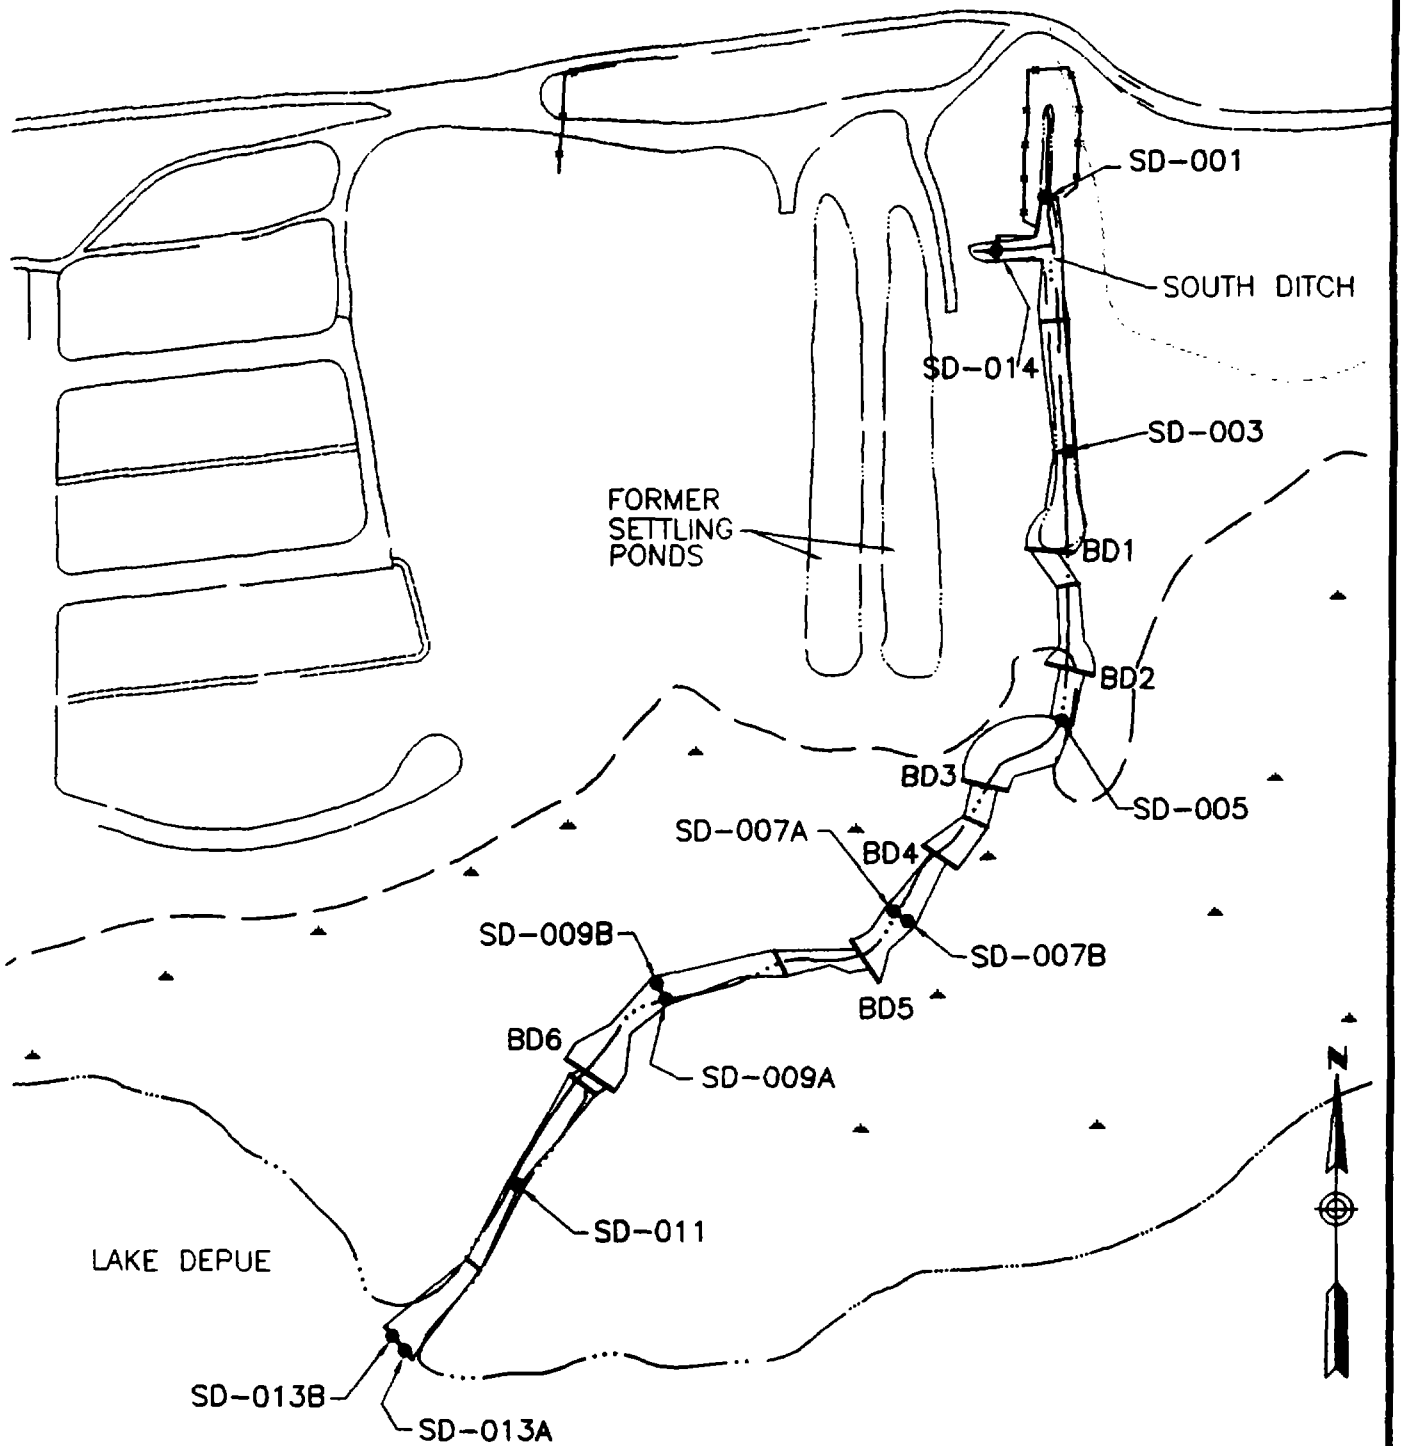 SD-001
SOUTH DITCH
SD-014
SD-003
FORMER
SETTLING
PONDS
BD1
BD2
BD3
SD-005
SD-007A
BD4
SD-009B
SD-007B
BD5
BD6
SD-009A
N
SD-011
LAKE DEPUE
SD-013B
SD-013A